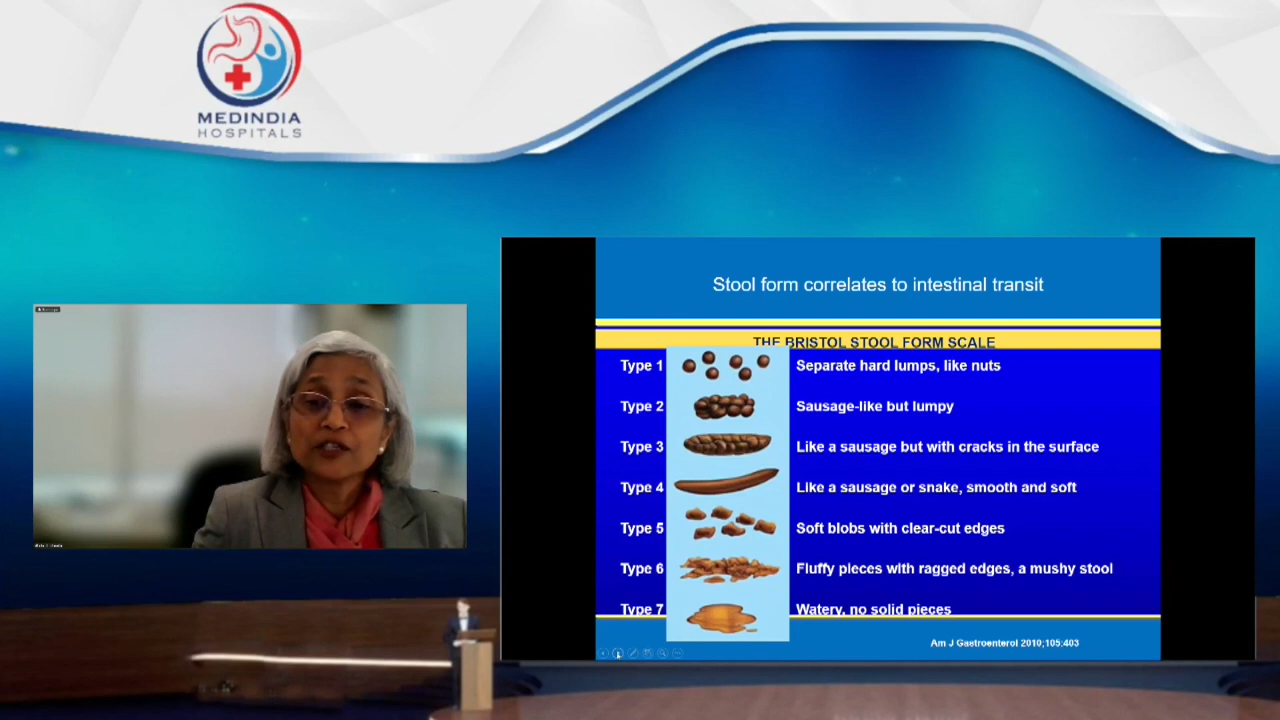 MEDINDIA
HOSPITALS
Stool form correlates to intestinal transit
THE BRISTOL STOOL FORM SCALE
Type 1 Separate hard lumps, like nuts
Type 2 Sausage-like but lumpy
Type 3 Like a sausage but with cracks in the surface
Type 4 Like a sausage or snake, smooth and soft
Type 5 Soft blobs with clear-cut edges
Type 6 Fluffy pieces with ragged edges, a mushy stool
Type 7 Watery, no solid pieces
Am J Gastroenterol 2010;105:403